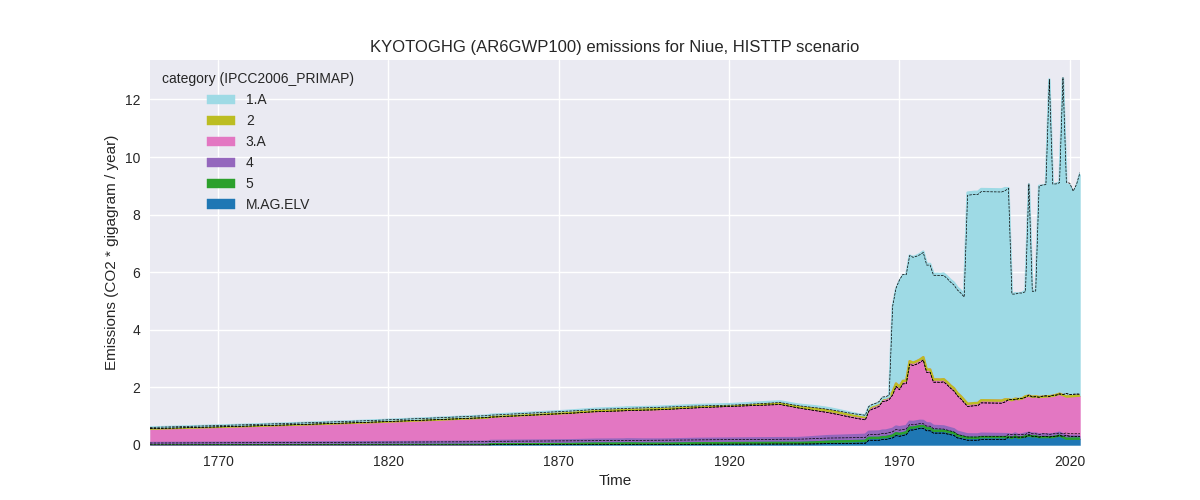 KYOTOGHG (AR6GWP100) emissions for Niue, HISTTP scenario
category (IPCC2006_PRIMAP)
1.A
2
3.A
4
5
M.AG.ELV
Emissions (CO2 * gigagram / year)
12
10
8
6
4
2
0
1770
1820
1870
1920
1970
2020
Time